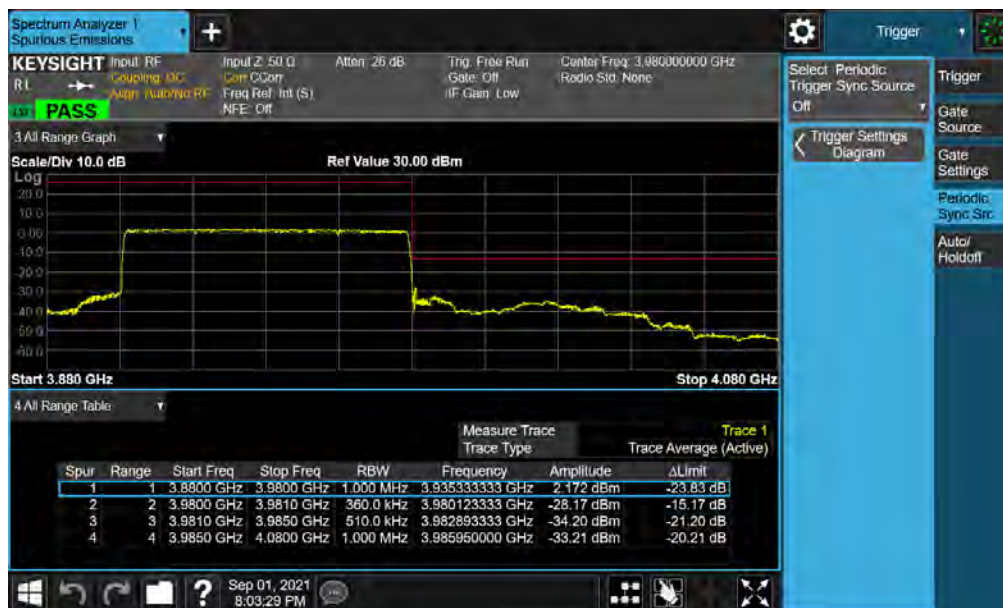 Spectrum Analyzer 1
Spurious Emissions
+
Trigger
KEYSIGHT Input: RF Input Z: 50 Ω Atten: 26 dB Trig: Free Run Center Freq: 3.980000000 GHz
RL Coupling: DC Corr CCorr Gate: Off Radio Std: None
Align: Auto/No RF Freq Ref: Int (S) IF Gain: Low
PASS NFE: Off
3 All Range Graph
Scale/Div 10.0 dB Ref Value 30.00 dBm
Log
20.0
10.0
0.00
-10.0
-20.0
-30.0
-40.0
-50.0
-60.0
Start 3.880 GHz Stop 4.080 GHz
4 All Range Table
Measure Trace Trace 1
Trace Type Trace Average (Active)
Spur Range Start Freq Stop Freq RBW Frequency Amplitude ΔLimit
1 1 3.8800 GHz 3.9800 GHz 1.000 MHz 3.935333333 GHz 2.172 dBm -23.83 dB
2 2 3.9800 GHz 3.9810 GHz 360.0 kHz 3.980123333 GHz -28.17 dBm -15.17 dB
3 3 3.9810 GHz 3.9850 GHz 510.0 kHz 3.982893333 GHz -34.20 dBm -21.20 dB
4 4 3.9850 GHz 4.0800 GHz 1.000 MHz 3.985950000 GHz -33.21 dBm -20.21 dB
?
Sep 01, 2021
8:03:29 PM
Select Periodic
Trigger Sync Source
Off
Trigger Settings
Diagram
Trigger
Gate
Source
Gate
Settings
Periodic
Sync Src
Auto/
Holdoff